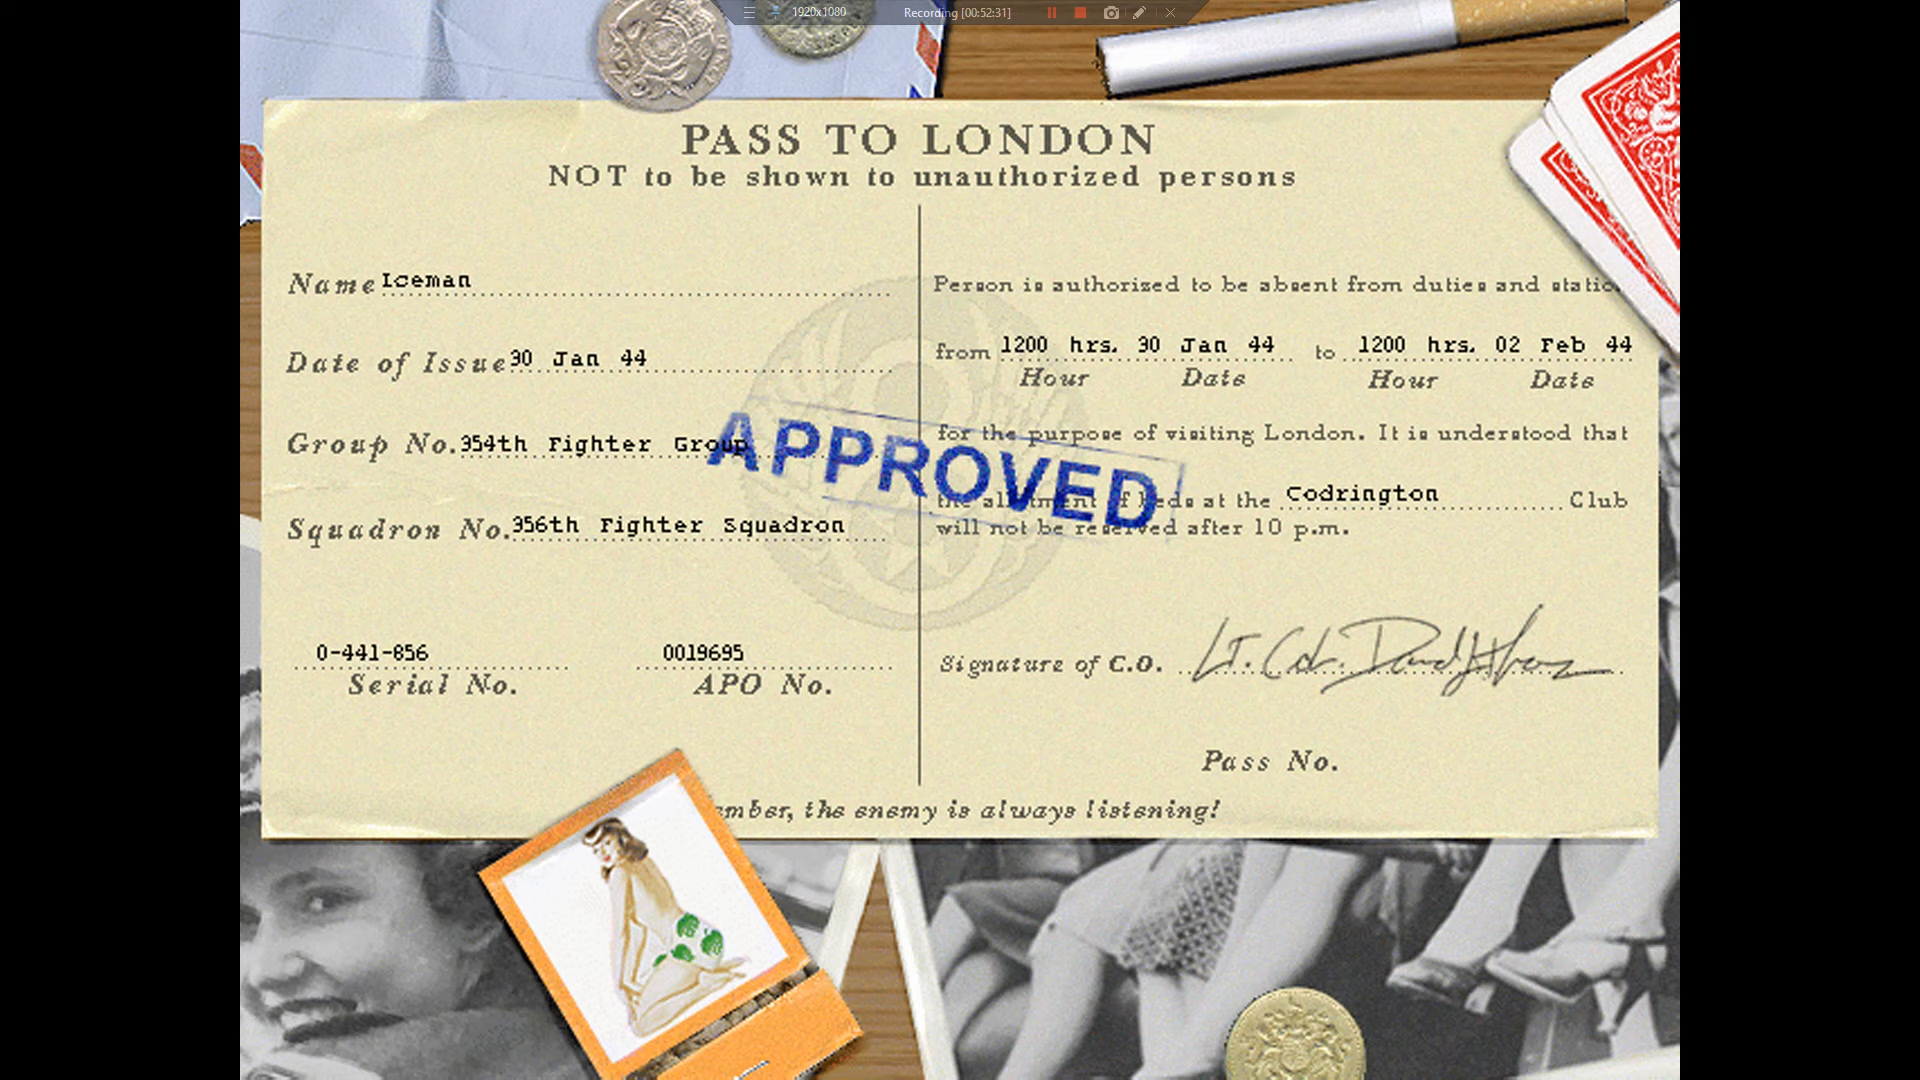 1920x1080 Recording [00:52:31]
PASS TO LONDON
NOT to be shown to unauthorized persons
Name Iceman
Date of Issue 30 Jan 44
Group No. 354th Fighter Group
Squadron No. 356th Fighter Squadron
0-441-856 0019695
Serial No. APO No.
Person is authorized to be absent from duties and
from 1200 hrs. 30 Jan 44 to 1200 hrs. 02 Feb 44
Hour Date Hour Date
for the purpose of visiting London. It is understood that
the allotment of beds at the Codrington Club
will not be reserved after 10 p.m.
APPROVED
Signature of C.O. Lt. Col.
Pass No.
the enemy is always listening!